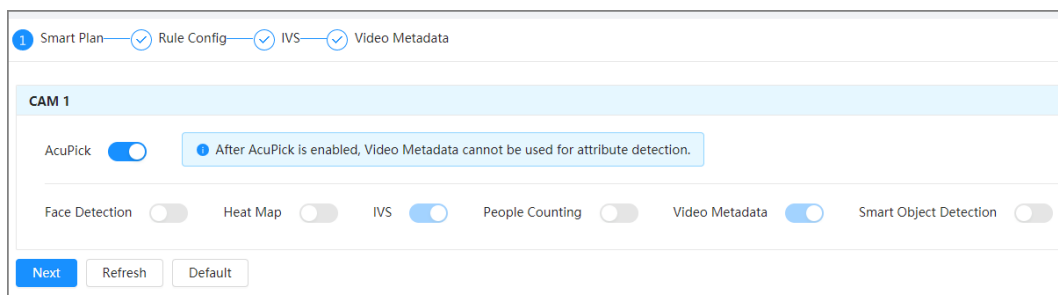 1 Smart Plan Rule Config IVS Video Metadata
CAM 1
AcuPick After AcuPick is enabled, Video Metadata cannot be used for attribute detection.
Face Detection Heat Map IVS People Counting Video Metadata Smart Object Detection
Next Refresh Default